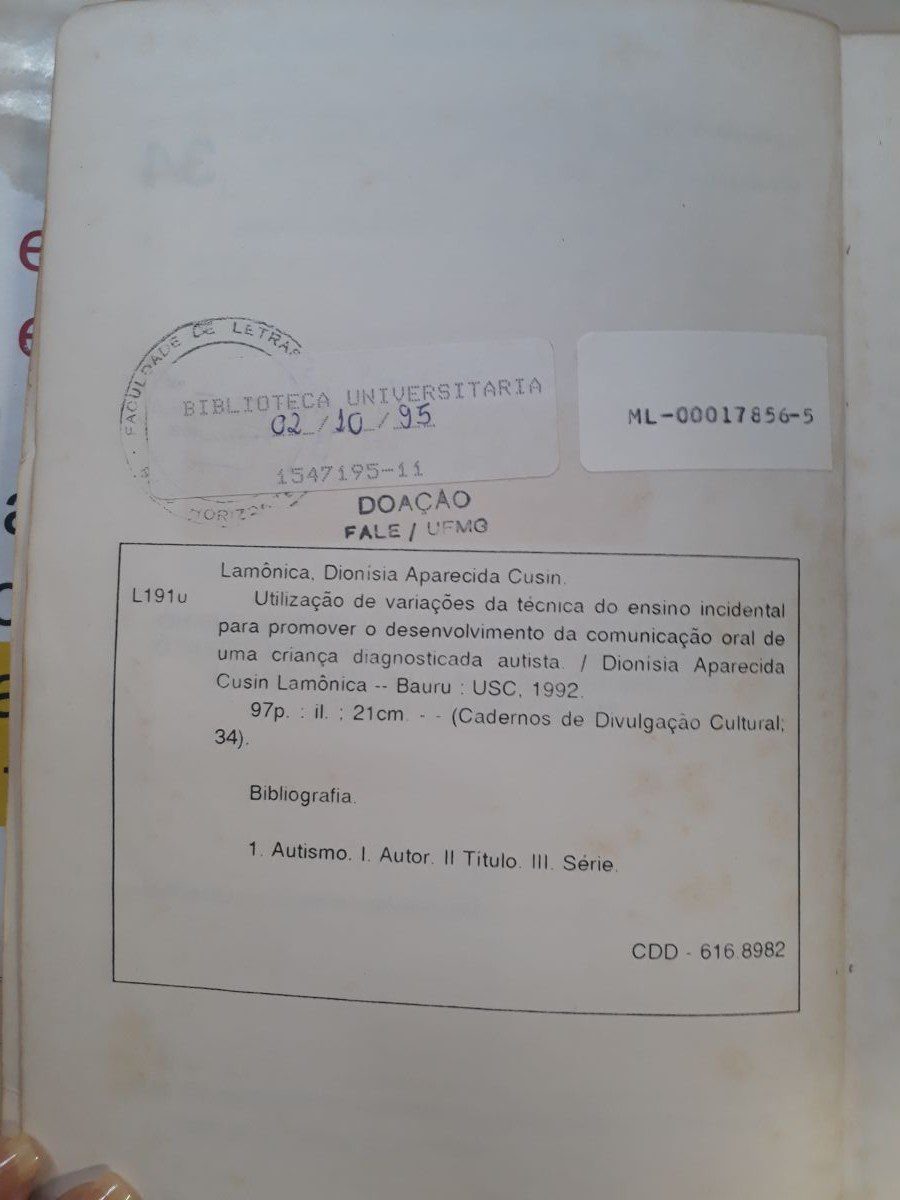 FACULDADE DE LETRAS
BIBLIOTECA UNIVERSITARIA
02/10/95
1547195-11
ML-00017856-5
DOAÇÃO
FALE / UFMG
Lamônica, Dionísia Aparecida Cusin.
L191u
Utilização de variações da técnica do ensino incidental
para promover o desenvolvimento da comunicação oral de
uma criança diagnosticada autista. / Dionísia Aparecida
Cusin Lamônica -- Bauru : USC, 1992.
97p. : il. ; 21cm. - - (Cadernos de Divulgação Cultural;
34).
Bibliografia.
1. Autismo. I. Autor. II Título. III. Série.
CDD - 616.8982